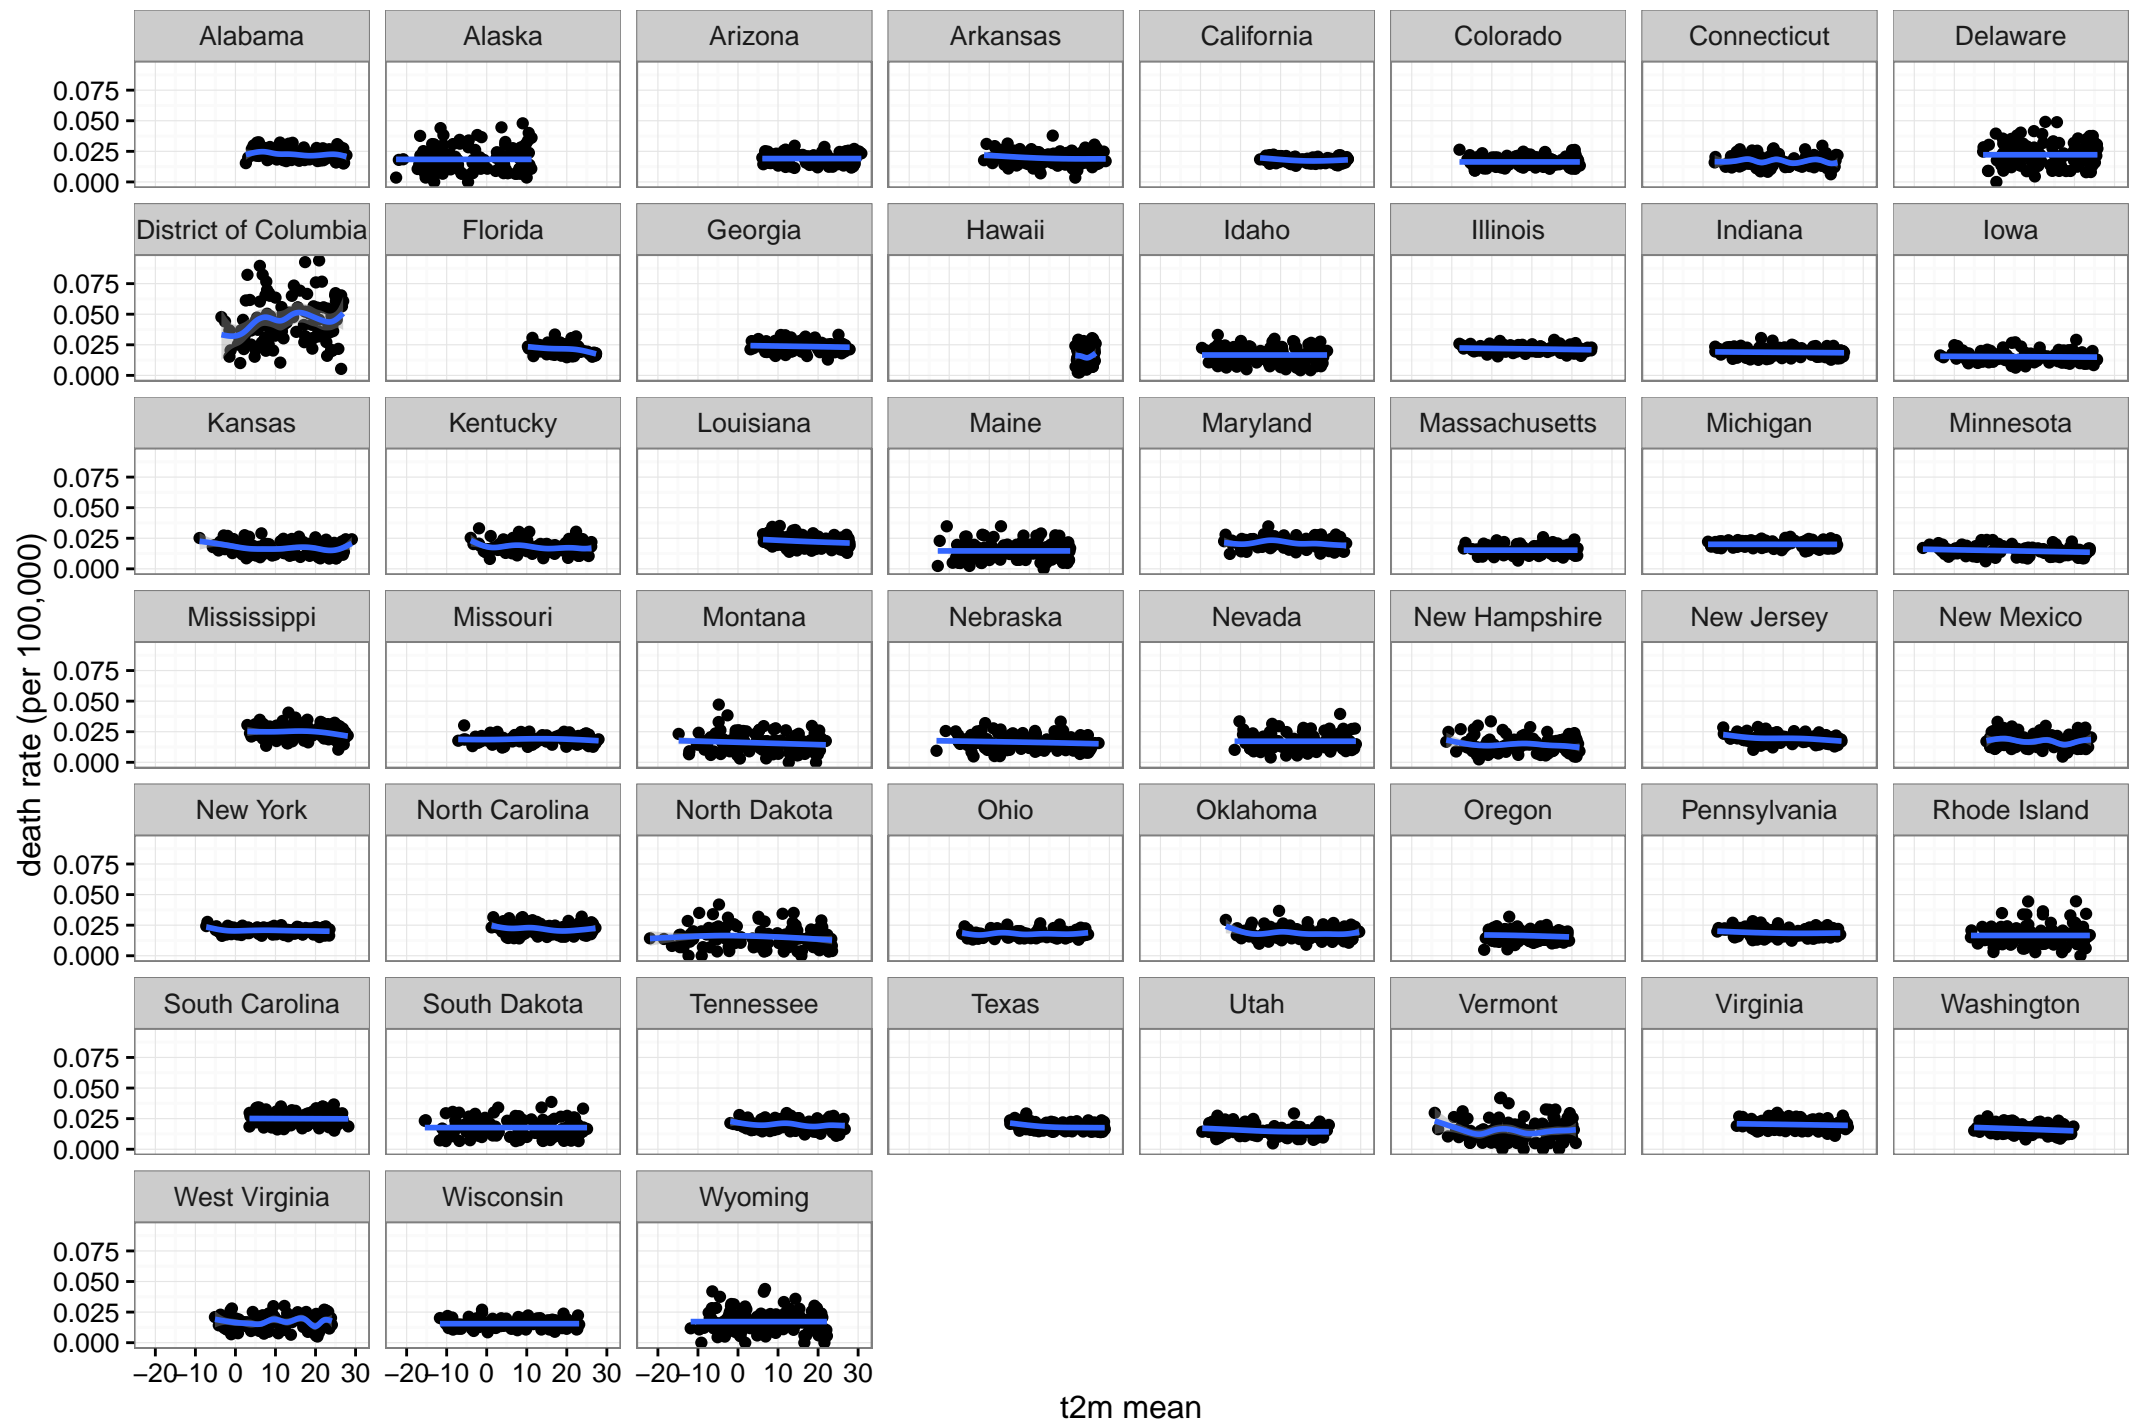 Alabama Alaska Arizona Arkansas California Colorado Connecticut Delaware
0.075
0.050
0.025
0.000
District of Columbia Florida Georgia Hawaii Idaho Illinois Indiana Iowa
0.075
0.050
0.025
0.000
Kansas Kentucky Louisiana Maine Maryland Massachusetts Michigan Minnesota
0.075
0.050
0.025
0.000
Mississippi Missouri Montana Nebraska Nevada New Hampshire New Jersey New Mexico
0.075
0.050
0.025
0.000
New York North Carolina North Dakota Ohio Oklahoma Oregon Pennsylvania Rhode Island
0.075
0.050
0.025
0.000
South Carolina South Dakota Tennessee Texas Utah Vermont Virginia Washington
0.075
0.050
0.025
0.000
West Virginia Wisconsin Wyoming
0.075
0.050
0.025
0.000
−20 −10 0 10 20 30 −20 −10 0 10 20 30 −20 −10 0 10 20 30
t2m mean
death rate (per 100,000)